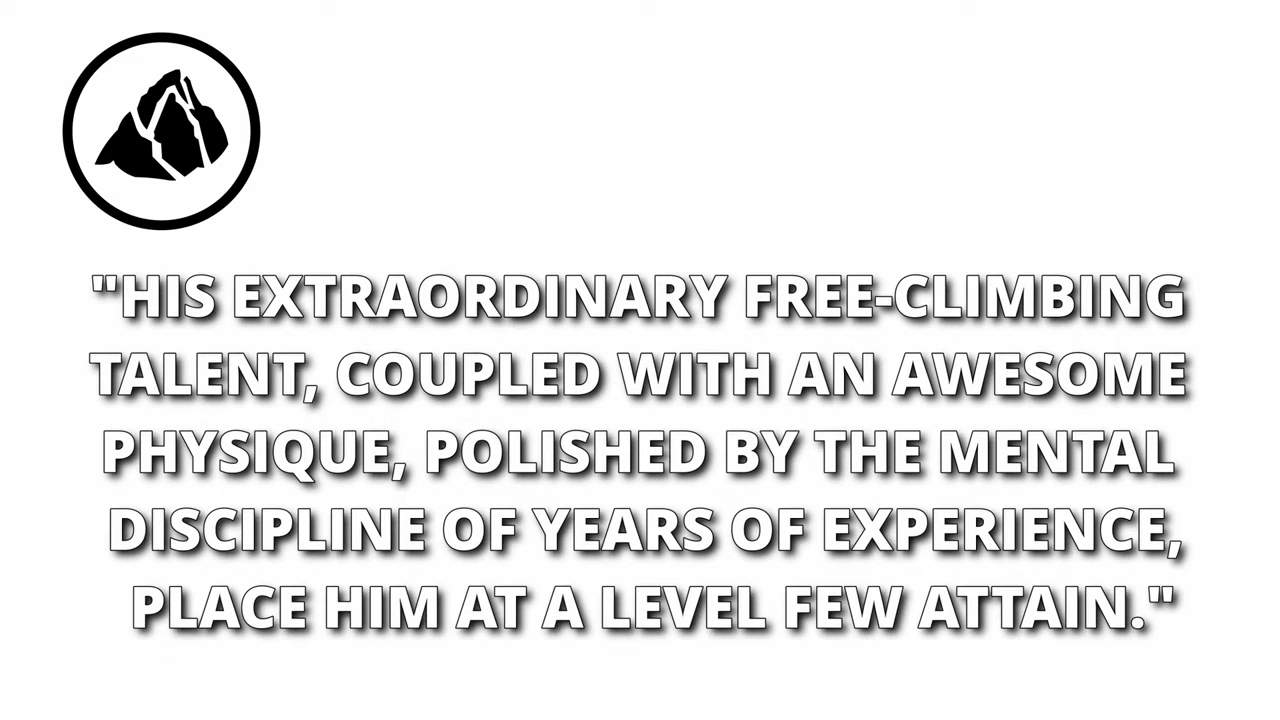 "HIS EXTRAORDINARY FREE-CLIMBING
TALENT, COUPLED WITH AN AWESOME
PHYSIQUE, POLISHED BY THE MENTAL
DISCIPLINE OF YEARS OF EXPERIENCE,
PLACE HIM AT A LEVEL FEW ATTAIN."